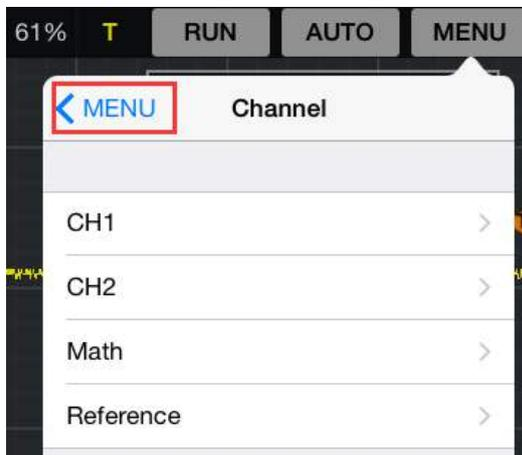 61% T RUN AUTO MENU
MENU Channel
CH1
CH2
Math
Reference